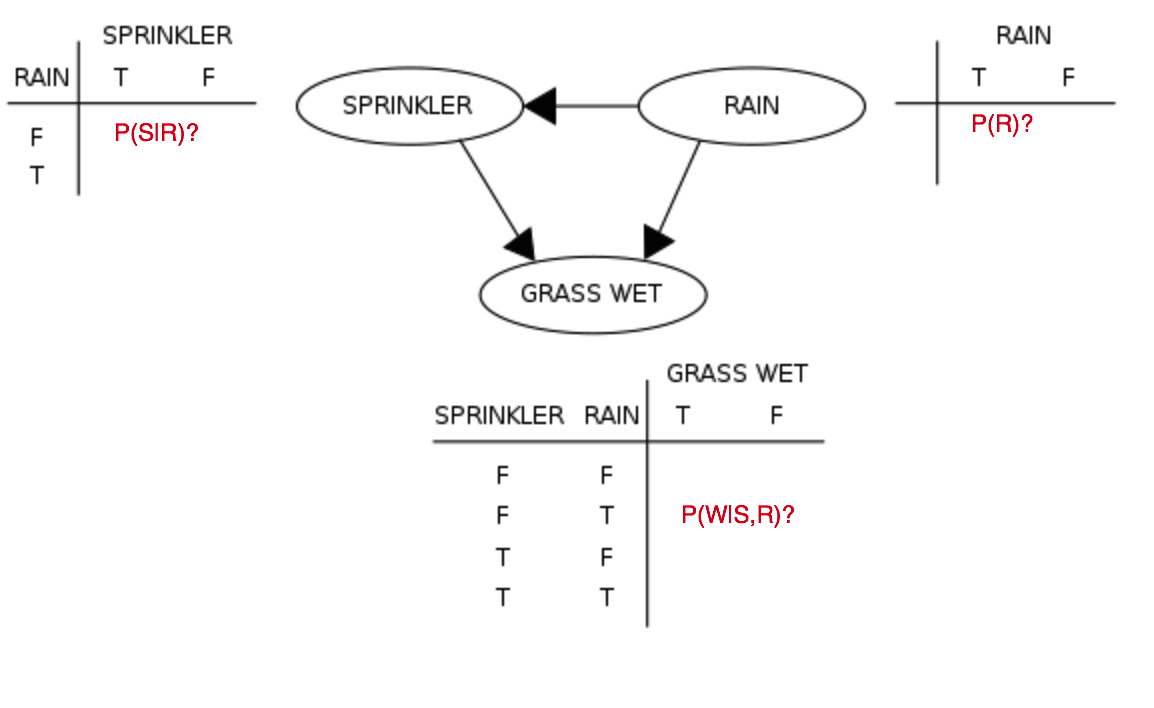 SPRINKLER
RAIN T F
F
T
P(S|R)?
SPRINKLER
RAIN
RAIN
T F
P(R)?
GRASS WET
GRASS WET
SPRINKLER RAIN T F
F F
F T
T F
T T
P(W|S,R)?